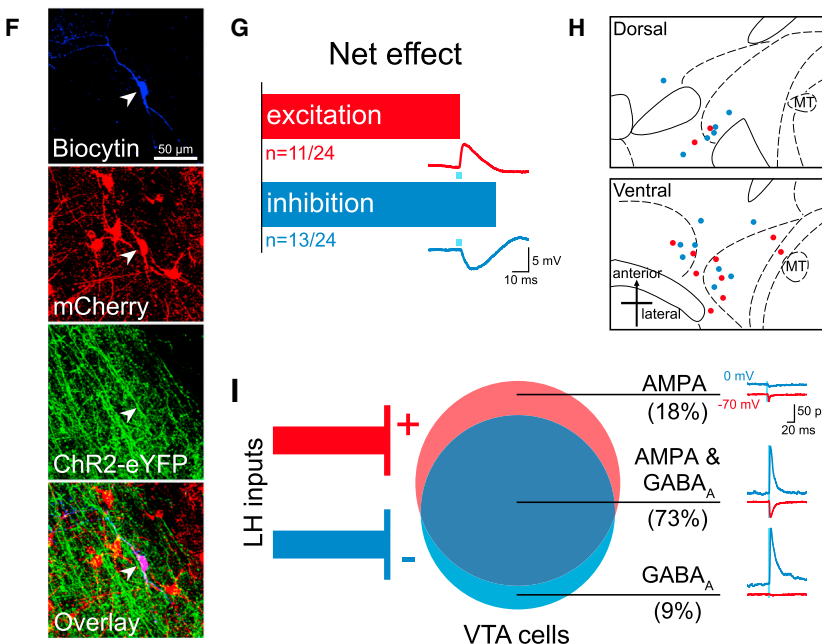 F
Biocytin
50 µm
mCherry
ChR2-eYFP
Overlay
G
Net effect
excitation
n=11/24
inhibition
n=13/24
5 mV
10 ms
H
Dorsal
MT
Ventral
MT
anterior
lateral
I
LH inputs
+
-
VTA cells
AMPA
(18%)
AMPA &
GABAA
(73%)
GABAA
(9%)
0 mV
-70 mV
50 p
20 ms